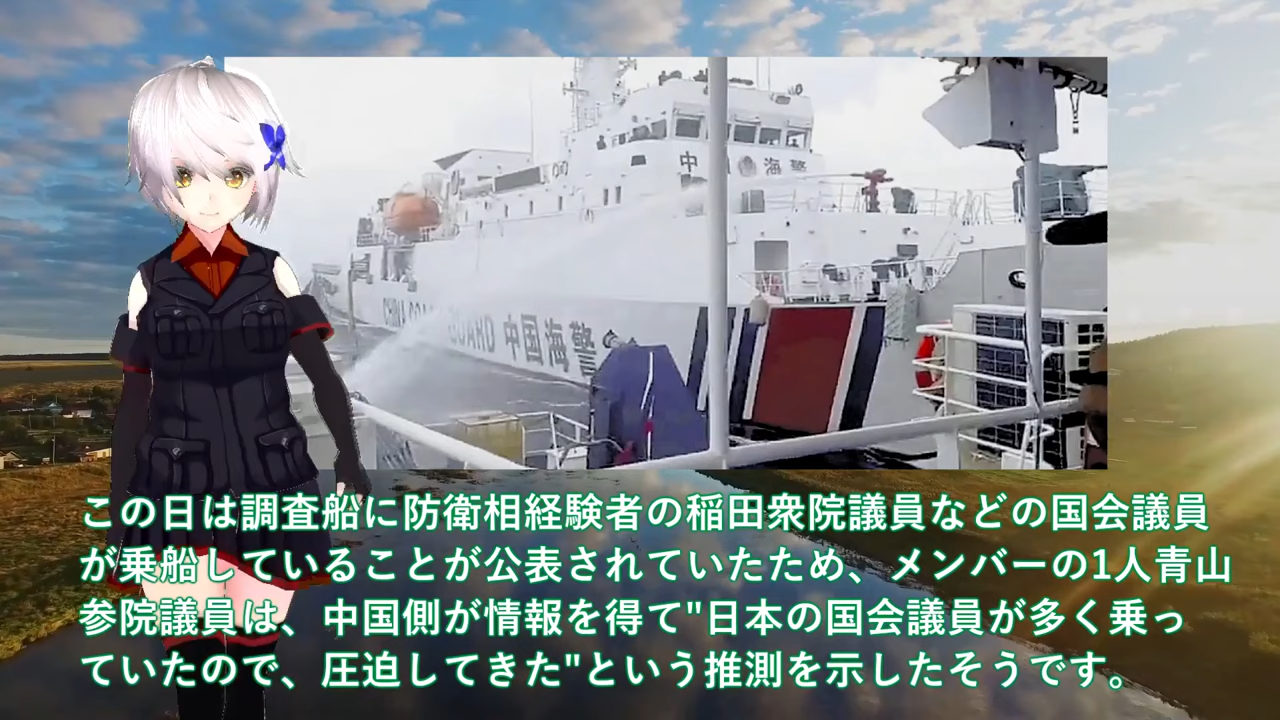 中 海警
CHINA COAST GUARD 中国海警
この日は調査船に防衛相経験者の稲田衆院議員などの国会議員
が乗船していることが公表されていたため、メンバーの1人青山
参院議員は、中国側が情報を得て"日本の国会議員が多く乗っ
ていたので、圧迫してきた"という推測を示したそうです。